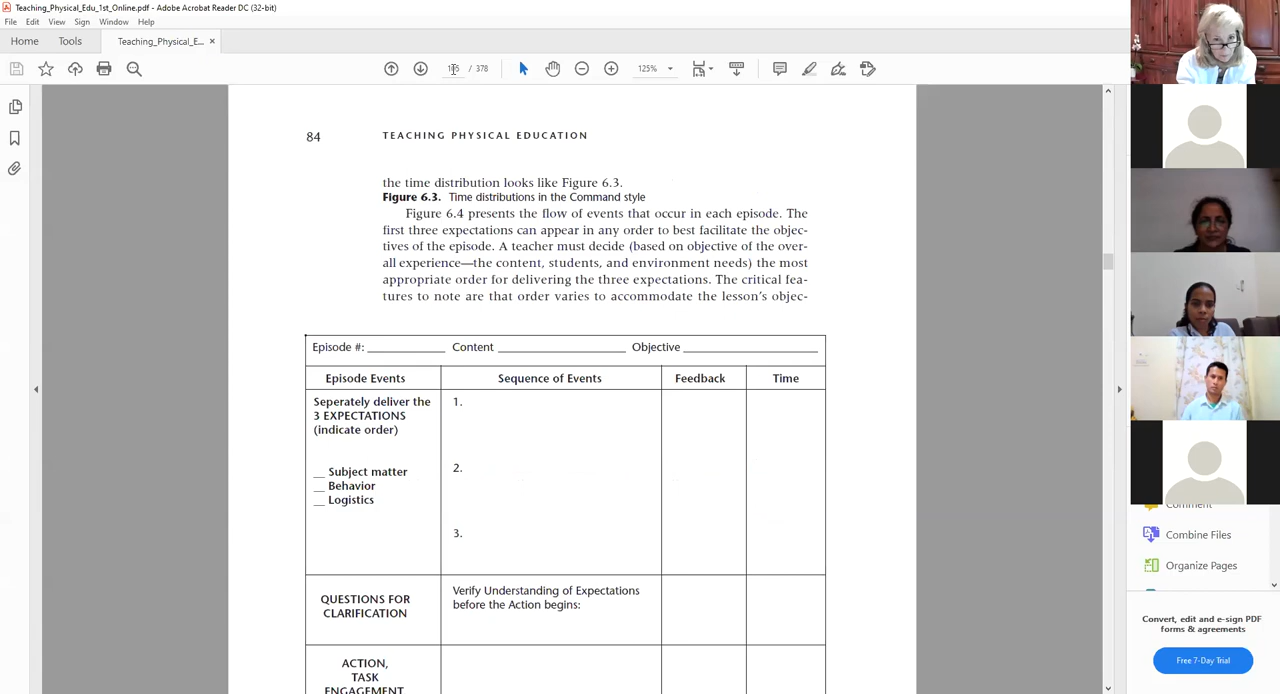 Teaching_Physical_Edu_1st_Online.pdf - Adobe Acrobat Reader DC (32-bit)
File Edit View Sign Window Help
Home Tools Teaching_Physical_E... ×
/ 378 125%
84 TEACHING PHYSICAL EDUCATION
the time distribution looks like Figure 6.3.
Figure 6.3. Time distributions in the Command style
Figure 6.4 presents the flow of events that occur in each episode. The
first three expectations can appear in any order to best facilitate the objec-
tives of the episode. A teacher must decide (based on objective of the over-
all experience—the content, students, and environment needs) the most
appropriate order for delivering the three expectations. The critical fea-
tures to note are that order varies to accommodate the lesson's objec-
Episode #: ________ Content ________ Objective ________
Episode Events Sequence of Events Feedback Time
Seperately deliver the
3 EXPECTATIONS
(indicate order)
__ Subject matter
__ Behavior
__ Logistics
1.
2.
3.
QUESTIONS FOR
CLARIFICATION
Verify Understanding of Expectations
before the Action begins:
ACTION,
TASK
ENGAGEMENT
Comment
Combine Files
Organize Pages
Convert, edit and e-sign PDF
forms & agreements
Free 7-Day Trial